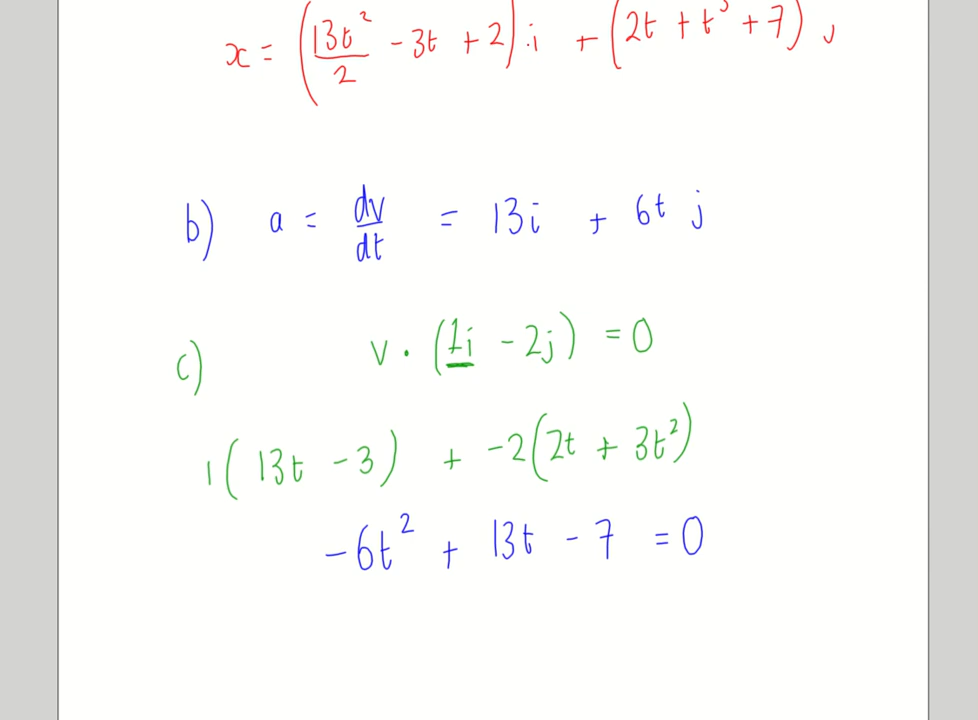 x = (13t²/2 - 3t + 2) i + (2t + t³ + 7) j
b) a = dv/dt = 13i + 6t j
c) v · (1i - 2j) = 0
1(13t - 3) + -2(2t + 3t²)
-6t² + 13t - 7 = 0